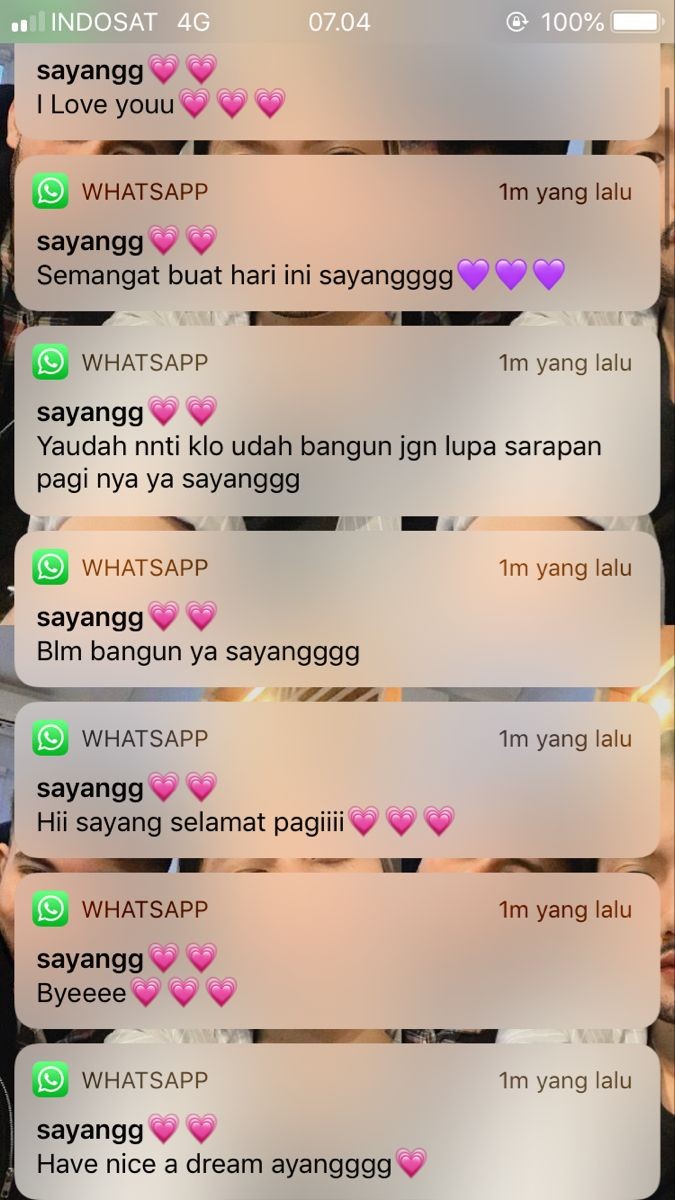 INDOSAT 4G 07.04 100%
sayangg💗💗
I Love youu💗💗💗
WHATSAPP 1m yang lalu
sayangg💗💗
Semangat buat hari ini sayangggg💜💜💜
WHATSAPP 1m yang lalu
sayangg💗💗
Yaudah nnti klo udah bangun jgn lupa sarapan
pagi nya ya sayanggg
WHATSAPP 1m yang lalu
sayangg💗💗
Blm bangun ya sayangggg
WHATSAPP 1m yang lalu
sayangg💗💗
Hii sayang selamat pagiiii💗💗💗
WHATSAPP 1m yang lalu
sayangg💗💗
Byeeee💗💗💗
WHATSAPP 1m yang lalu
sayangg💗💗
Have nice a dream ayangggg💗